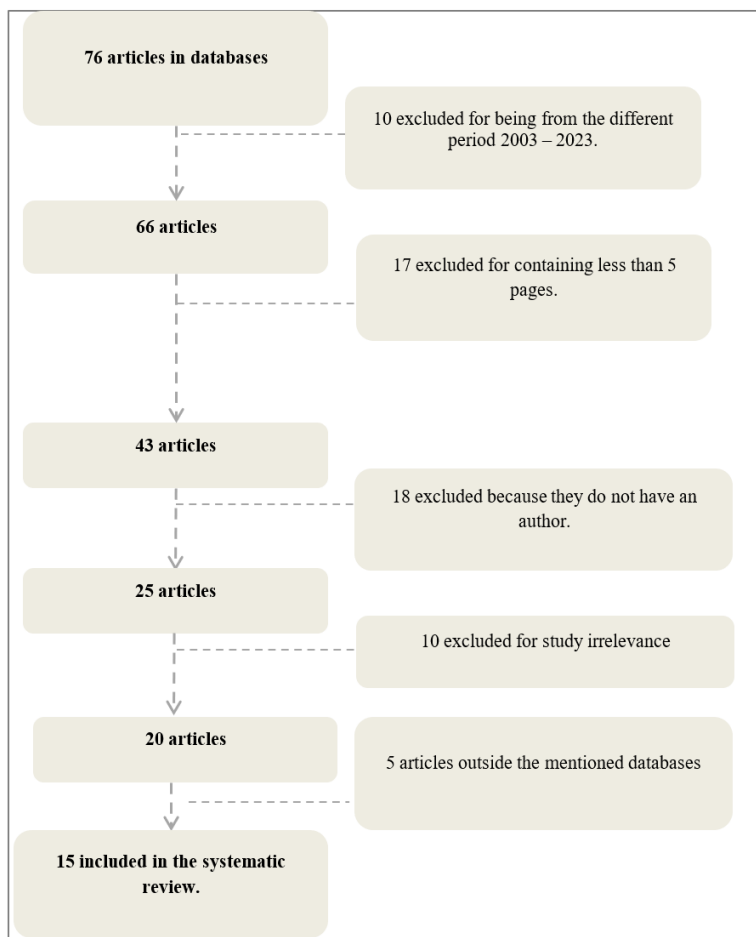 76 articles in databases
10 excluded for being from the different
period 2003 – 2023.
66 articles
17 excluded for containing less than 5
pages.
43 articles
18 excluded because they do not have an
author.
25 articles
10 excluded for study irrelevance
20 articles
5 articles outside the mentioned databases
15 included in the systematic
review.